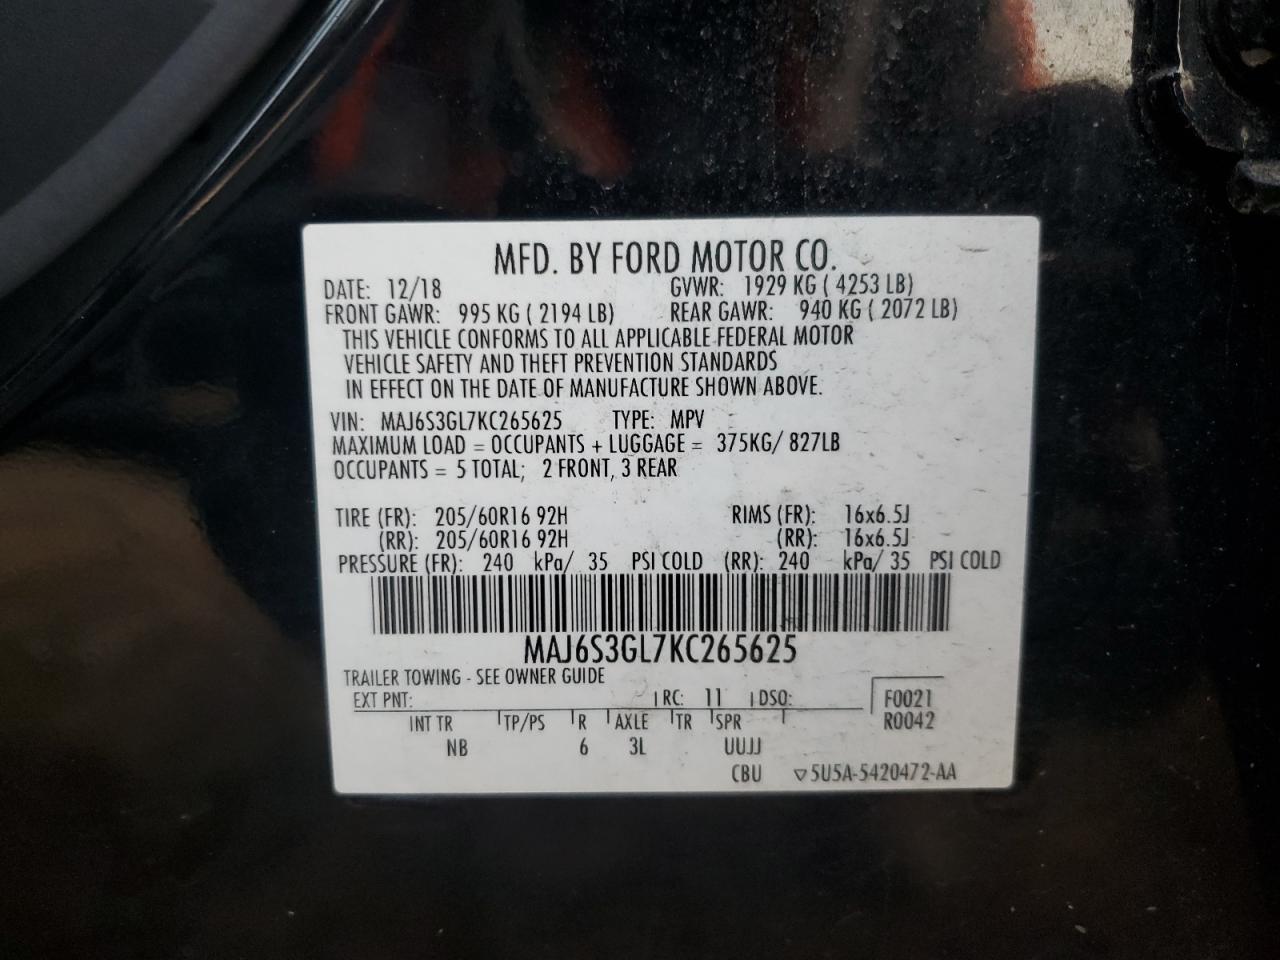 MFD. BY FORD MOTOR CO.
DATE: 12/18 GVWR: 1929 KG ( 4253 LB)
FRONT GAWR: 995 KG ( 2194 LB) REAR GAWR: 940 KG ( 2072 LB)
THIS VEHICLE CONFORMS TO ALL APPLICABLE FEDERAL MOTOR
VEHICLE SAFETY AND THEFT PREVENTION STANDARDS
IN EFFECT ON THE DATE OF MANUFACTURE SHOWN ABOVE.
VIN: MAJ6S3GL7KC265625 TYPE: MPV
MAXIMUM LOAD = OCCUPANTS + LUGGAGE = 375KG/ 827LB
OCCUPANTS = 5 TOTAL; 2 FRONT, 3 REAR
TIRE (FR): 205/60R16 92H RIMS (FR): 16x6.5J
(RR): 205/60R16 92H (RR): 16x6.5J
PRESSURE (FR): 240 kPa/ 35 PSI COLD (RR): 240 kPa/ 35 PSI COLD
MAJ6S3GL7KC265625
TRAILER TOWING - SEE OWNER GUIDE
EXT PNT: RC: 11 DSO: F0021
INT TR TP/PS R AXLE TR SPR R0042
NB 6 3L UUJJ
CBU ▽5U5A-5420472-AA